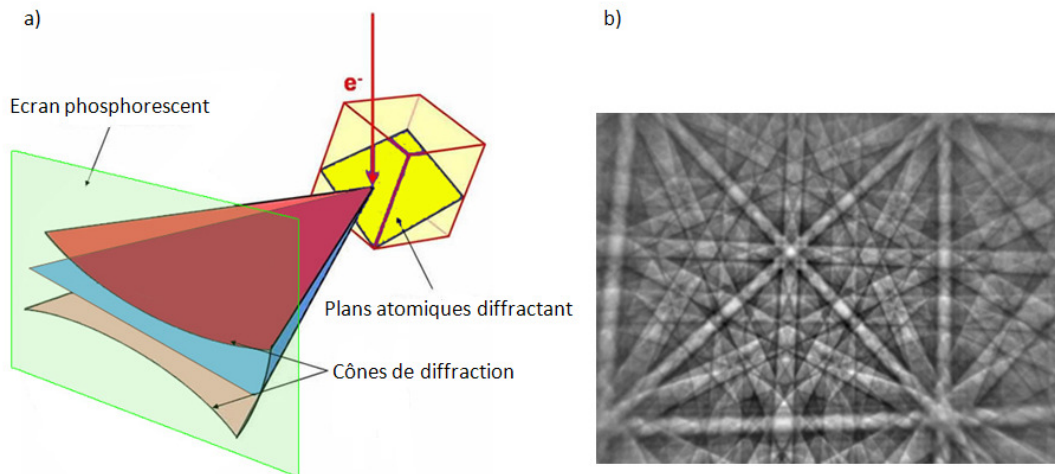 a)
b)
e-
Ecran phosphorescent
Plans atomiques diffractant
Cônes de diffraction